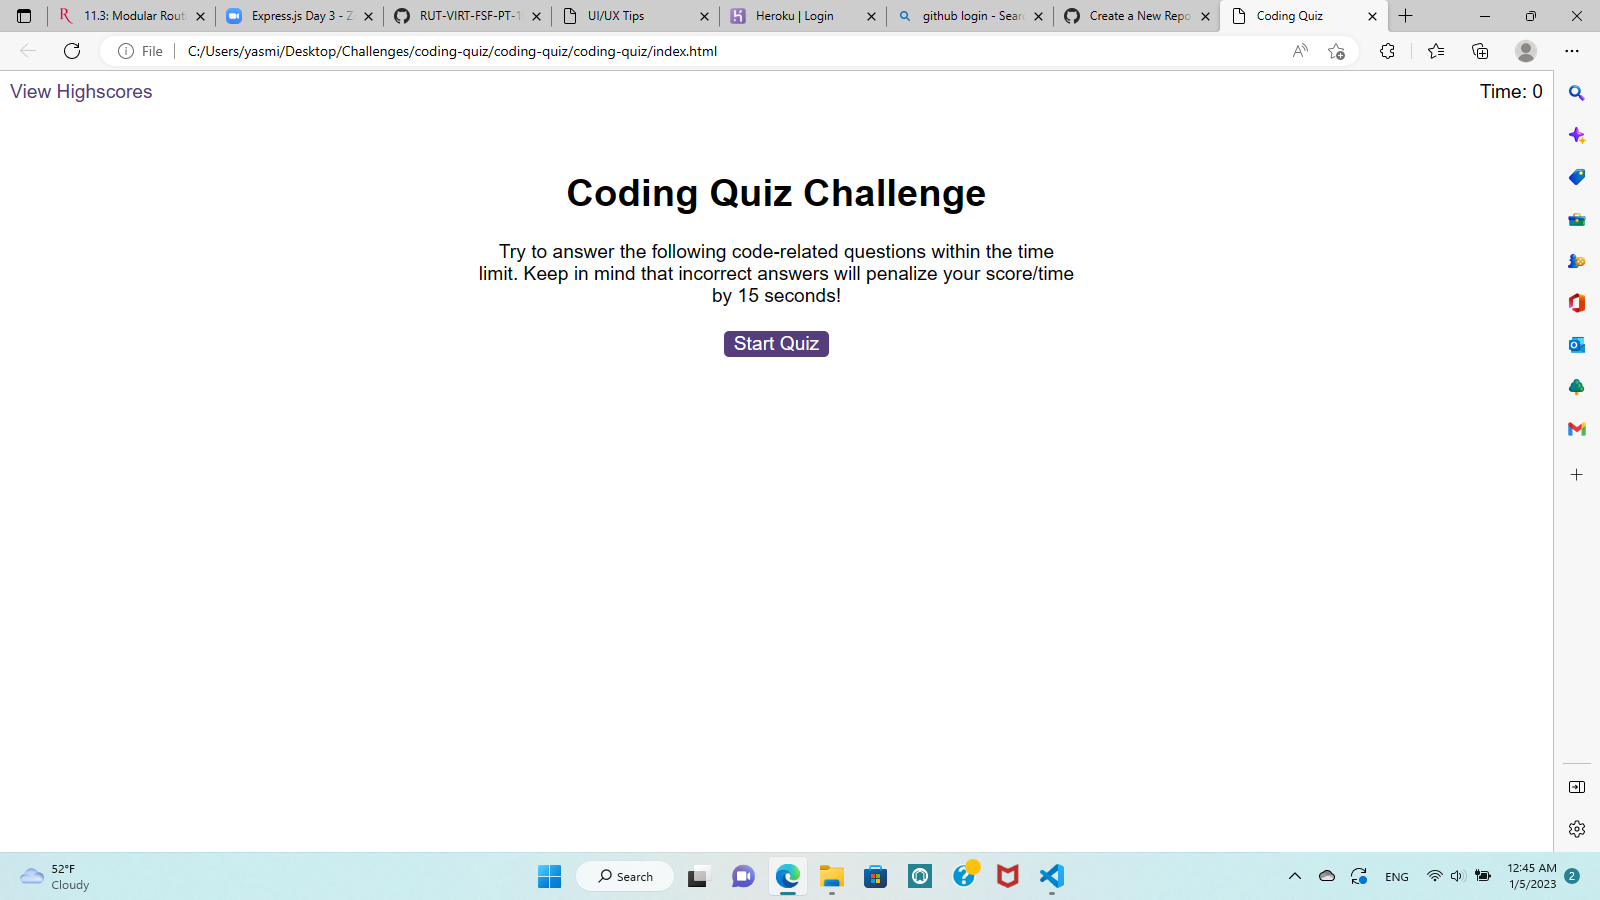 11.3: Modular Rout
Express.js Day 3 - Z
RUT-VIRT-FSF-PT-1
UI/UX Tips
Heroku | Login
github login - Sear
Create a New Repo
Coding Quiz
File
C:/Users/yasmi/Desktop/Challenges/coding-quiz/coding-quiz/coding-quiz/index.html
View Highscores
Time: 0
Coding Quiz Challenge
Try to answer the following code-related questions within the time
limit. Keep in mind that incorrect answers will penalize your score/time
by 15 seconds!
Start Quiz
52°F
Cloudy
Search
ENG
12:45 AM
1/5/2023
2